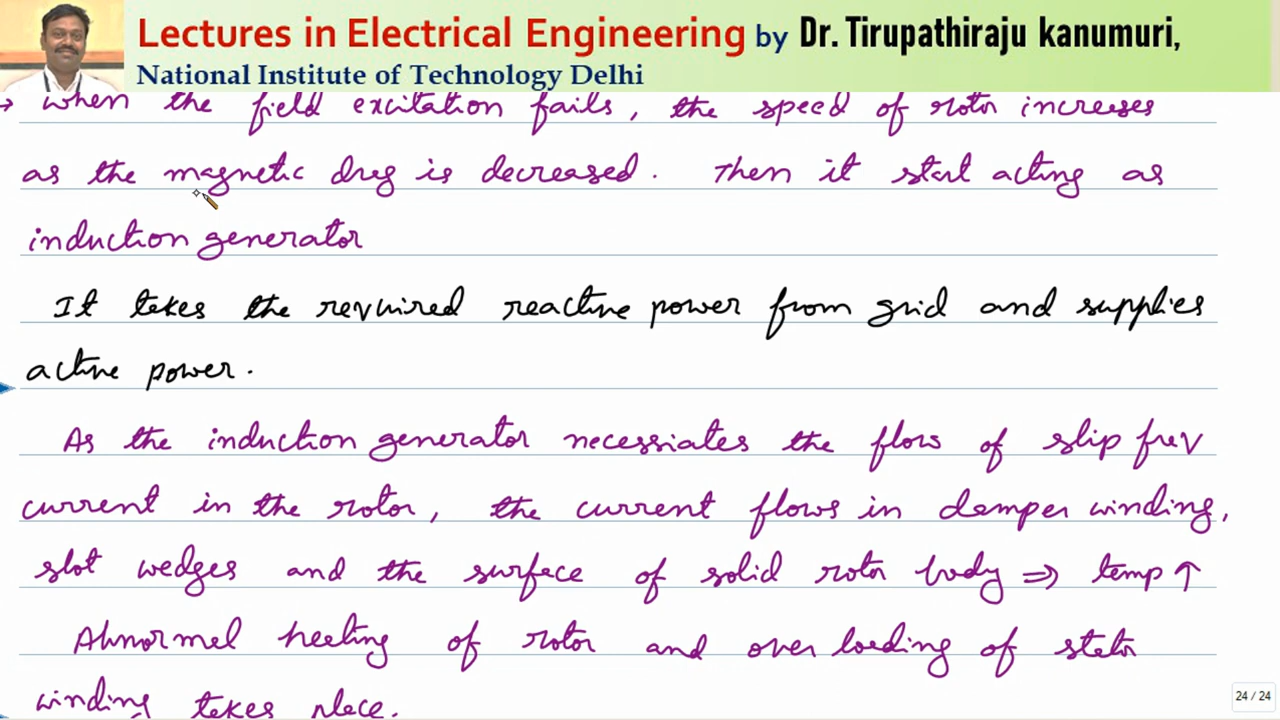 Lectures in Electrical Engineering by Dr. Tirupathiraju kanumuri,
National Institute of Technology Delhi
→ when the field excitation fails, the speed of rotor increses
as the magnetic drag is decreased. Then it start acting as
induction generator
It takes the required reactive power from grid and supplies
active power.
As the induction generator necessiates the flow of slip freq
current in the rotor, the current flows in damper winding,
slot wedges and the surface of solid rotor body ⇒ temp ↑
Abnormal heating of rotor and over loading of stator
winding takes place.
24 / 24